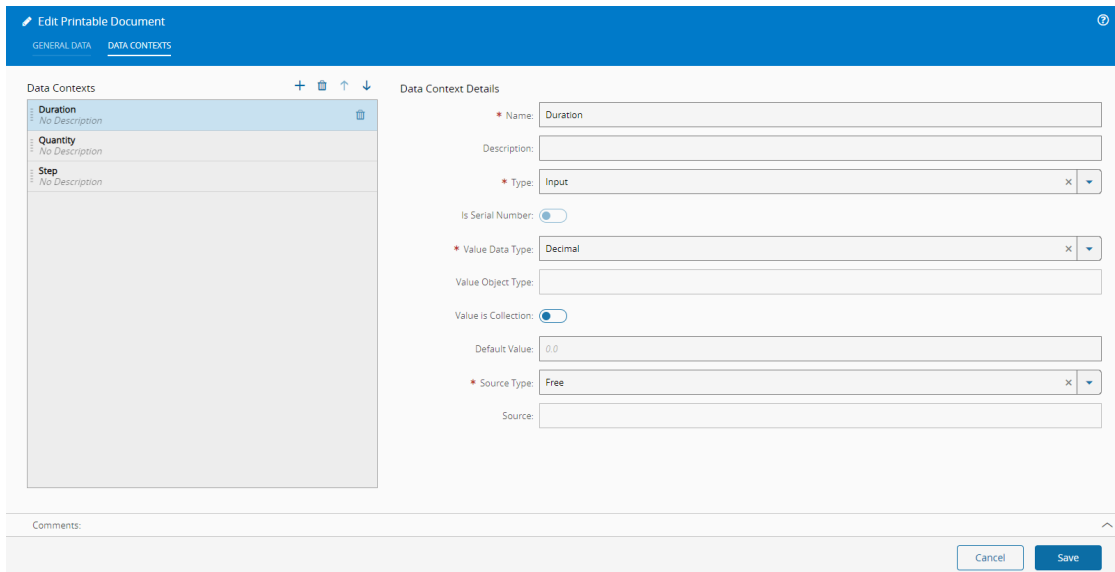 Edit Printable Document
GENERAL DATA DATA CONTEXTS
Data Contexts
Duration
No Description
Quantity
No Description
Step
No Description
Data Context Details
* Name: Duration
Description:
* Type: Input
Is Serial Number:
* Value Data Type: Decimal
Value Object Type:
Value is Collection:
Default Value: 0.0
* Source Type: Free
Source:
Comments:
Cancel Save